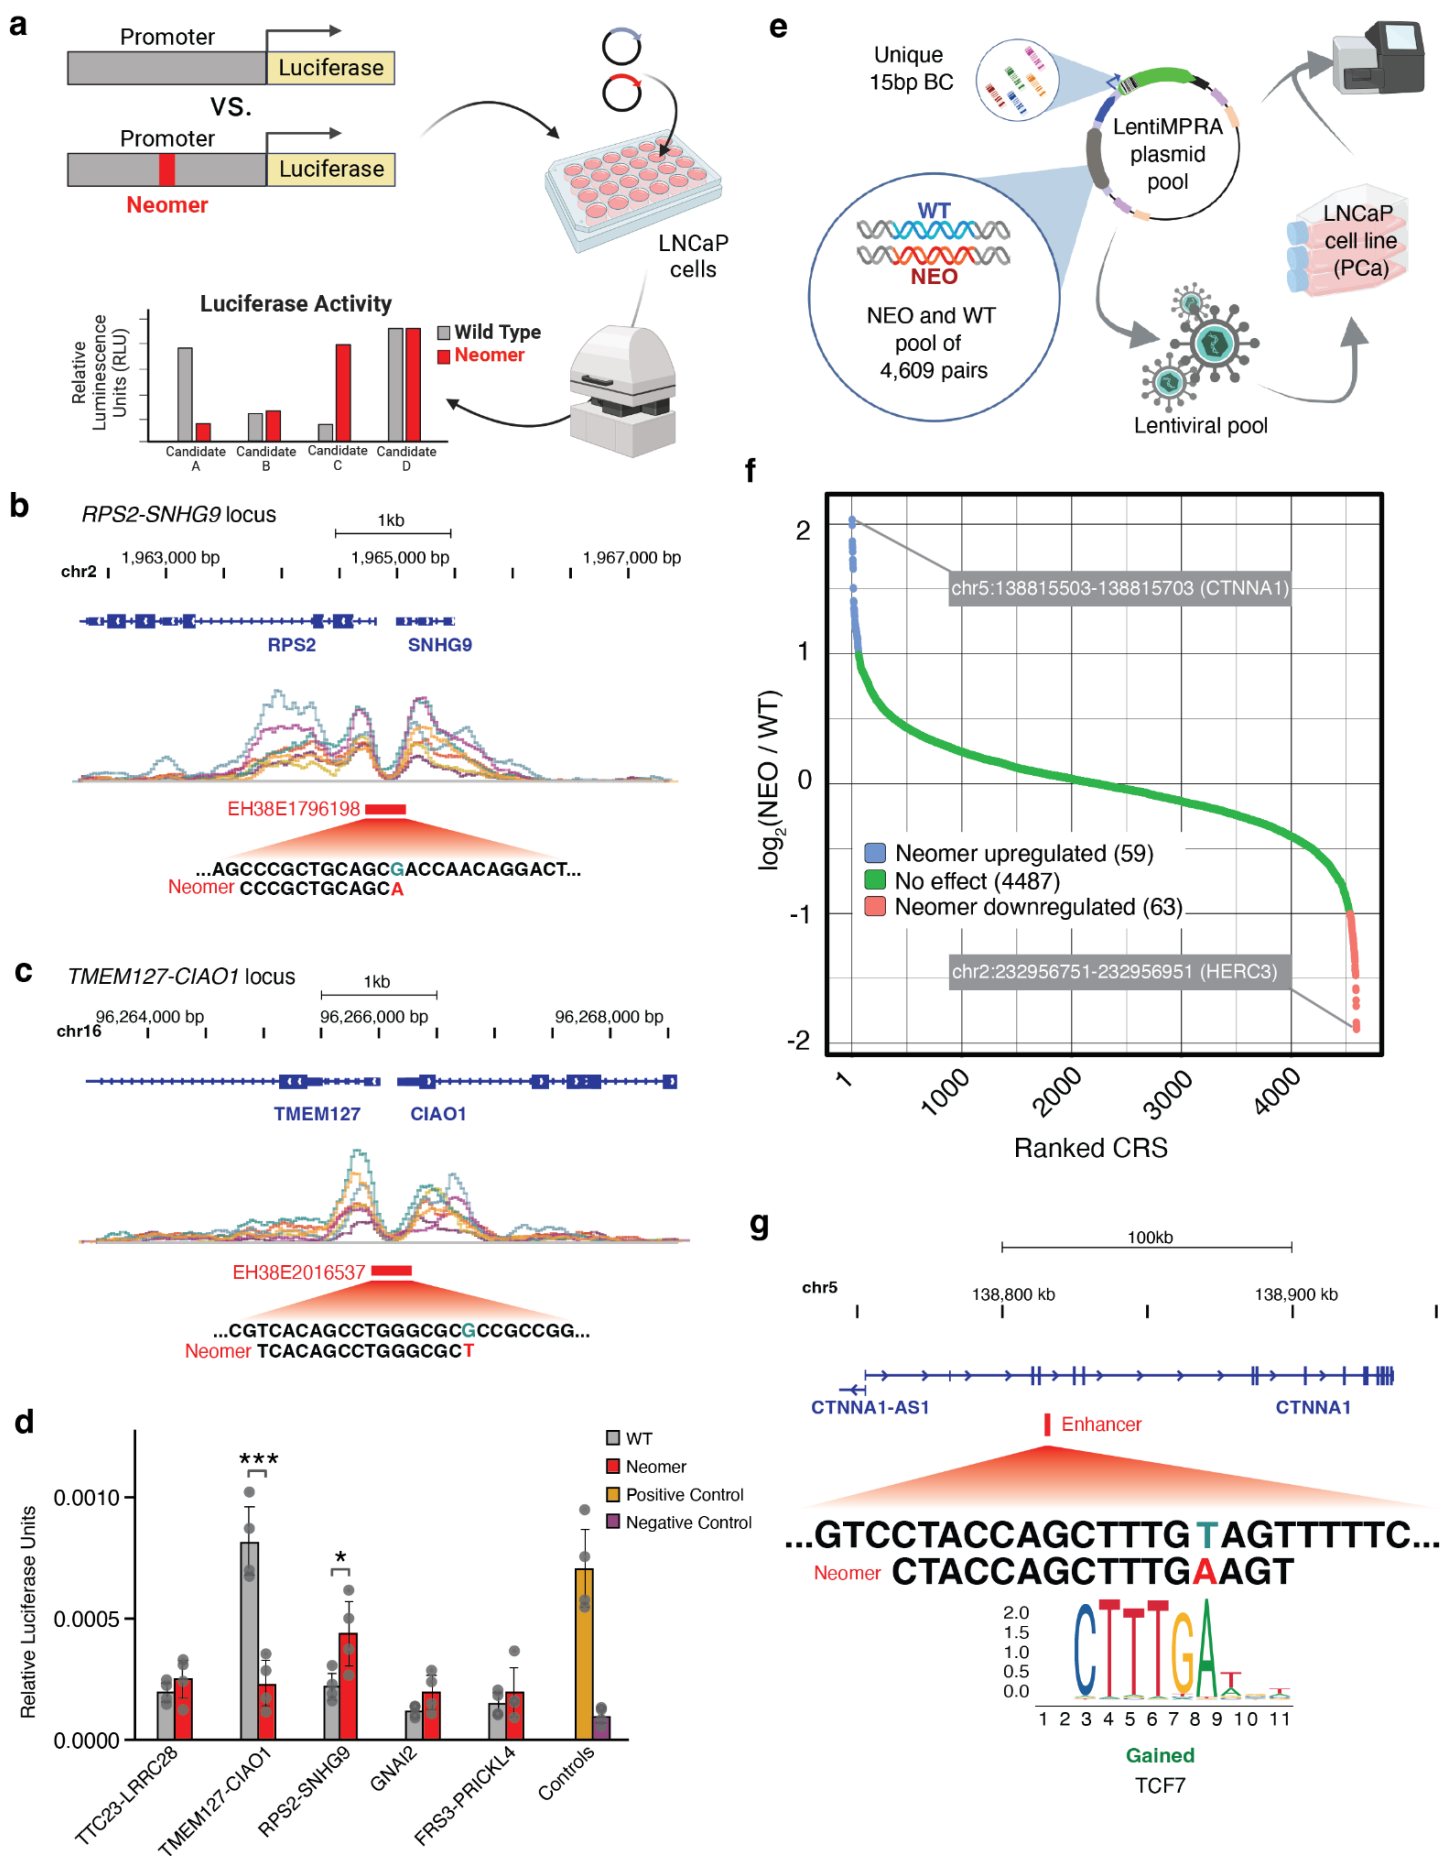 a
Promoter
Luciferase
VS.
Promoter
Luciferase
Neomer
LNCaP
cells
Luciferase Activity
Relative
Luminescence
Units (RLU)
Wild Type
Neomer
Candidate A
Candidate B
Candidate C
Candidate D
b
RPS2-SNHG9 locus
1kb
1,963,000 bp
1,965,000 bp
1,967,000 bp
chr2
RPS2
SNHG9
EH38E1796198
...AGCCCGCTGCAGCGACCAACAGGACT...
Neomer CCCGCTGCAGCA
c
TMEM127-CIAO1 locus
1kb
96,264,000 bp
96,266,000 bp
96,268,000 bp
chr16
TMEM127
CIAO1
EH38E2016537
...CGTCACAGCCTGGGCGCGCCGCCGG...
Neomer TCACAGCCTGGGCGCT
d
Relative Luciferase Units
0.0010
0.0005
0.0000
***
*
WT
Neomer
Positive Control
Negative Control
TTC23-LRRC28
TMEM127-CIAO1
RPS2-SNHG9
GNAI2
FRS3-PRICKL4
Controls
e
Unique
15bp BC
LentiMPRA
plasmid
pool
WT
NEO
NEO and WT
pool of
4,609 pairs
LNCaP
cell line
(PCa)
Lentiviral pool
f
log2(NEO / WT)
2
1
0
-1
-2
chr5:138815503-138815703 (CTNNA1)
Neomer upregulated (59)
No effect (4487)
Neomer downregulated (63)
chr2:232956751-232956951 (HERC3)
1
1000
2000
3000
4000
Ranked CRS
g
100kb
chr5
138,800 kb
138,900 kb
CTNNA1-AS1
CTNNA1
Enhancer
...GTCCTACCAGCTTTGTAGTTTTTC...
Neomer CTACCAGCTTTGAAGT
2.0
1.5
1.0
0.5
0.0
CTTTGAT
1 2 3 4 5 6 7 8 9 10 11
Gained
TCF7